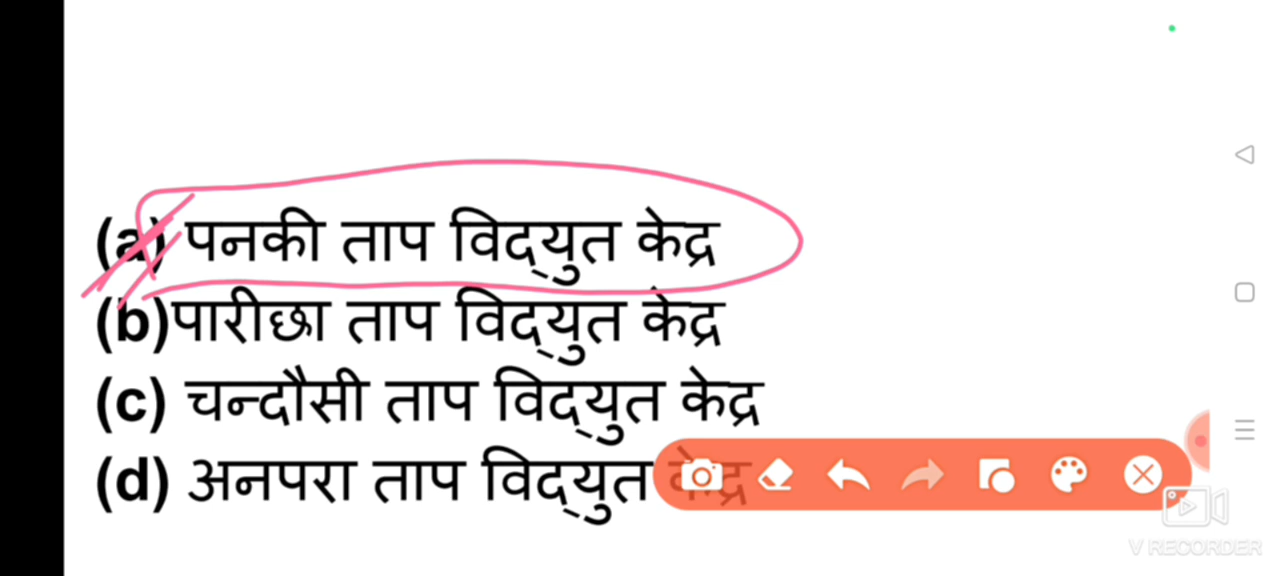 (a) पनकी ताप विद्युत केद्र
(b)पारीछा ताप विद्युत केद्र
(c) चन्दौसी ताप विद्युत केद्र
(d) अनपरा ताप विद्युत केद्र
V RECORDER